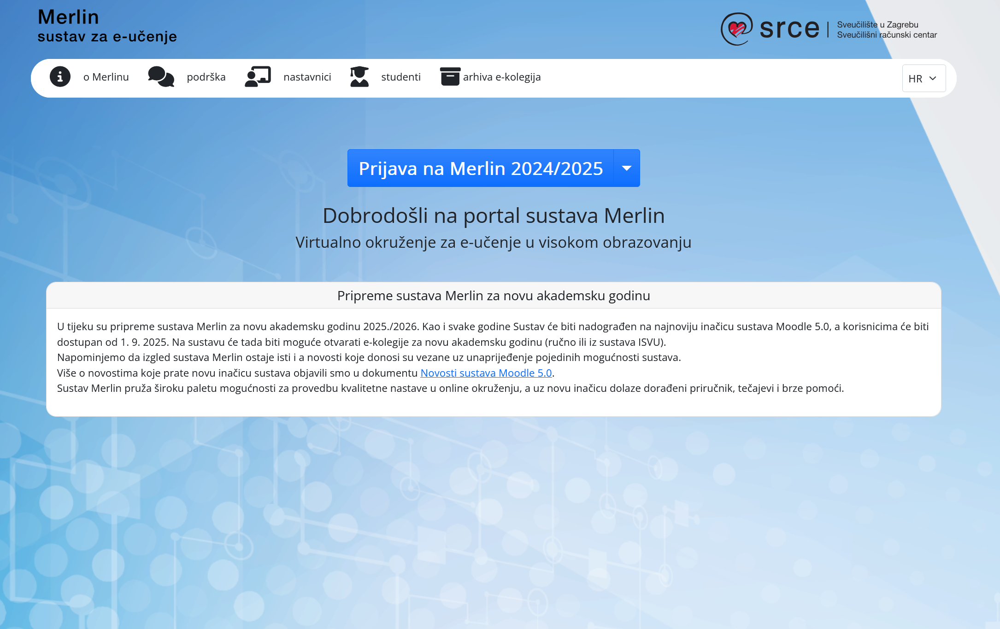 Merlin
sustav za e-učenje
srce
Sveučilište u Zagrebu
Sveučilišni računski centar
o Merlinu
podrška
nastavnici
studenti
arhiva e-kolegija
HR
Prijava na Merlin 2024/2025
Dobrodošli na portal sustava Merlin
Virtualno okruženje za e-učenje u visokom obrazovanju
Pripreme sustava Merlin za novu akademsku godinu
U tijeku su pripreme sustava Merlin za novu akademsku godinu 2025./2026. Kao i svake godine Sustav će biti nadograđen na najnoviju inačicu sustava Moodle 5.0, a korisnicima će biti
dostupan od 1. 9. 2025. Na sustavu će tada biti moguće otvarati e-kolegije za novu akademsku godinu (ručno ili iz sustava ISVU).
Napominjemo da izgled sustava Merlin ostaje isti i a novosti koje donosi su vezane uz unaprijeđenje pojedinih mogućnosti sustava.
Više o novostima koje prate novu inačicu sustava objavili smo u dokumentu Novosti sustava Moodle 5.0.
Sustav Merlin pruža široku paletu mogućnosti za provedbu kvalitetne nastave u online okruženju, a uz novu inačicu dolaze dorađeni priručnik, tečajevi i brze pomoći.